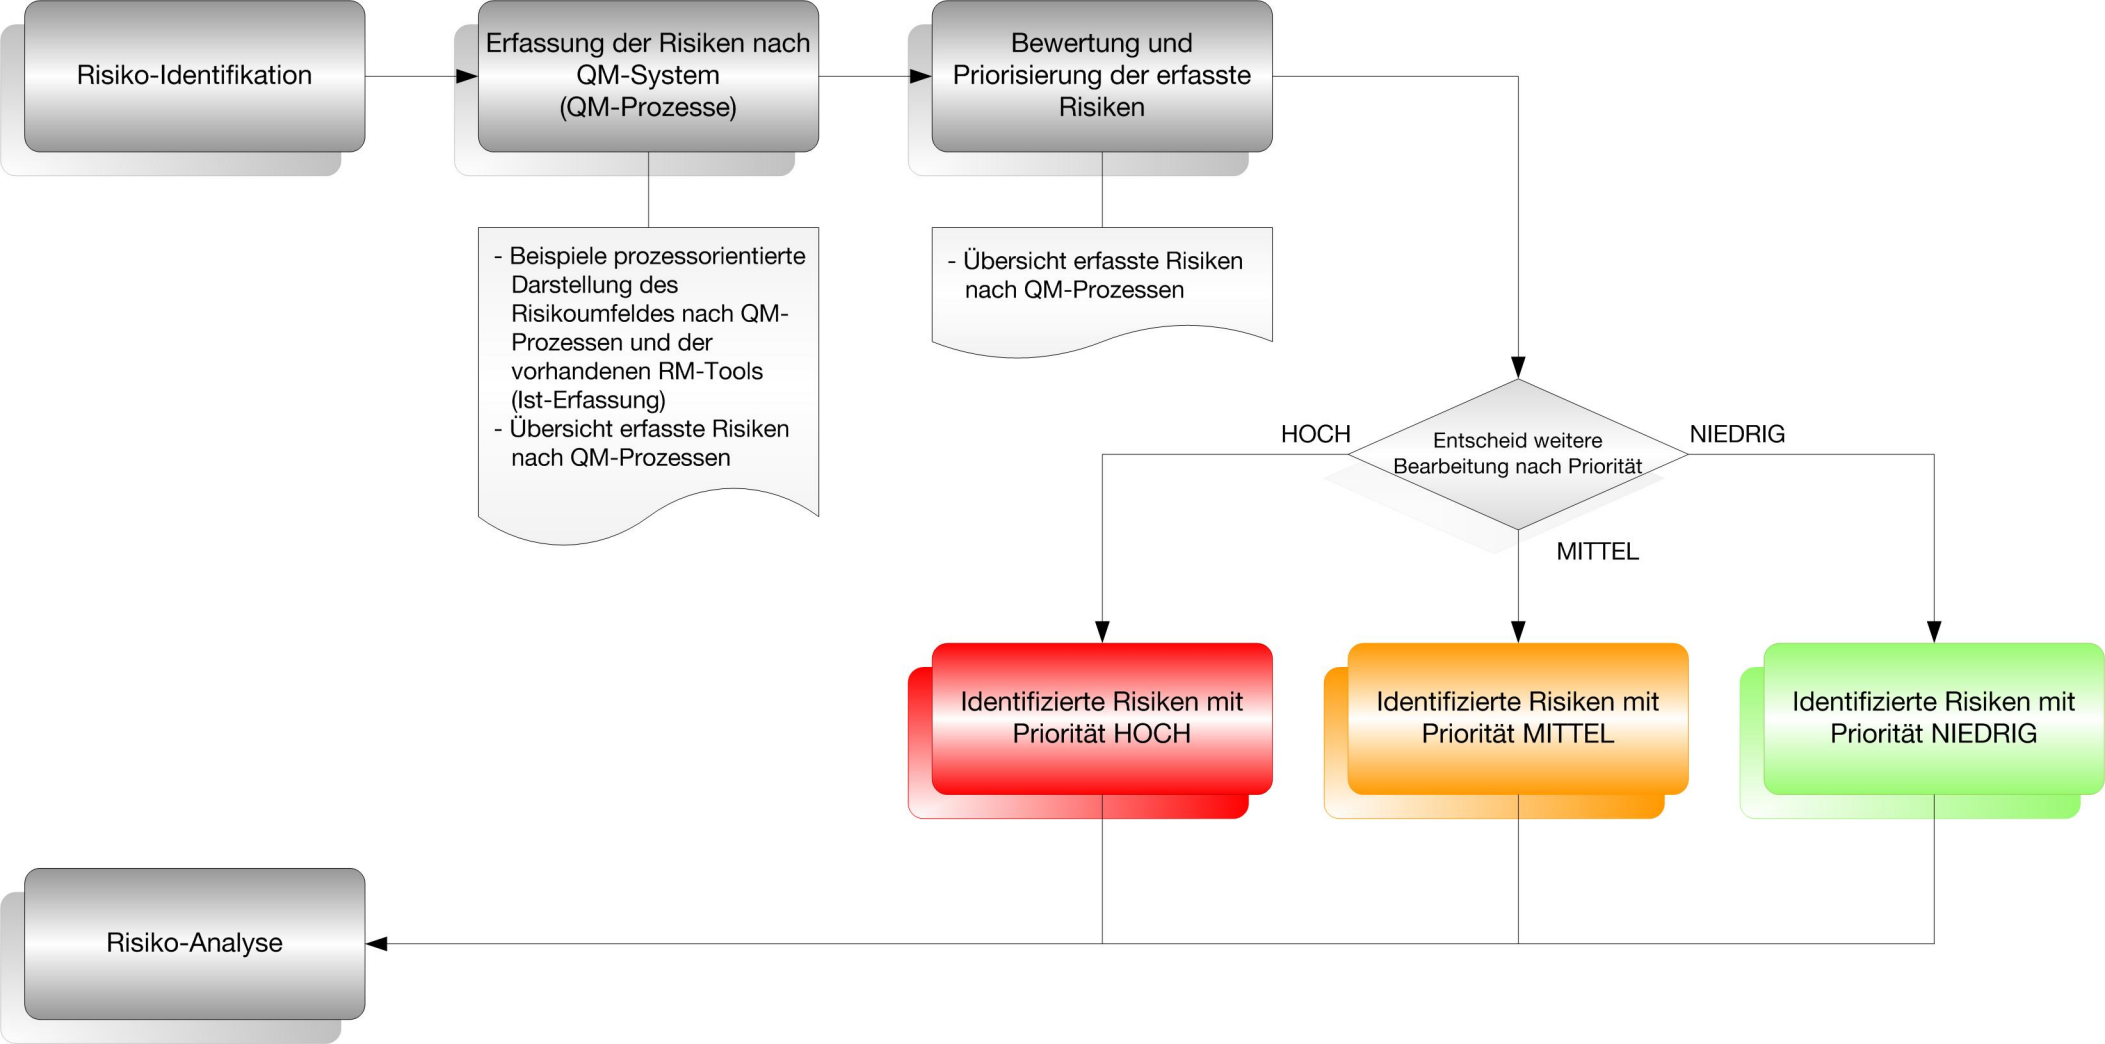 Risiko-Identifikation
Erfassung der Risiken nach
QM-System
(QM-Prozesse)
Bewertung und
Priorisierung der erfasste
Risiken
- Beispiele prozessorientierte
Darstellung des
Risikoumfeldes nach QM-
Prozessen und der
vorhandenen RM-Tools
(Ist-Erfassung)
- Übersicht erfasste Risiken
nach QM-Prozessen
- Übersicht erfasste Risiken
nach QM-Prozessen
HOCH
Entscheid weitere
Bearbeitung nach Priorität
NIEDRIG
MITTEL
Identifizierte Risiken mit
Priorität HOCH
Identifizierte Risiken mit
Priorität MITTEL
Identifizierte Risiken mit
Priorität NIEDRIG
Risiko-Analyse